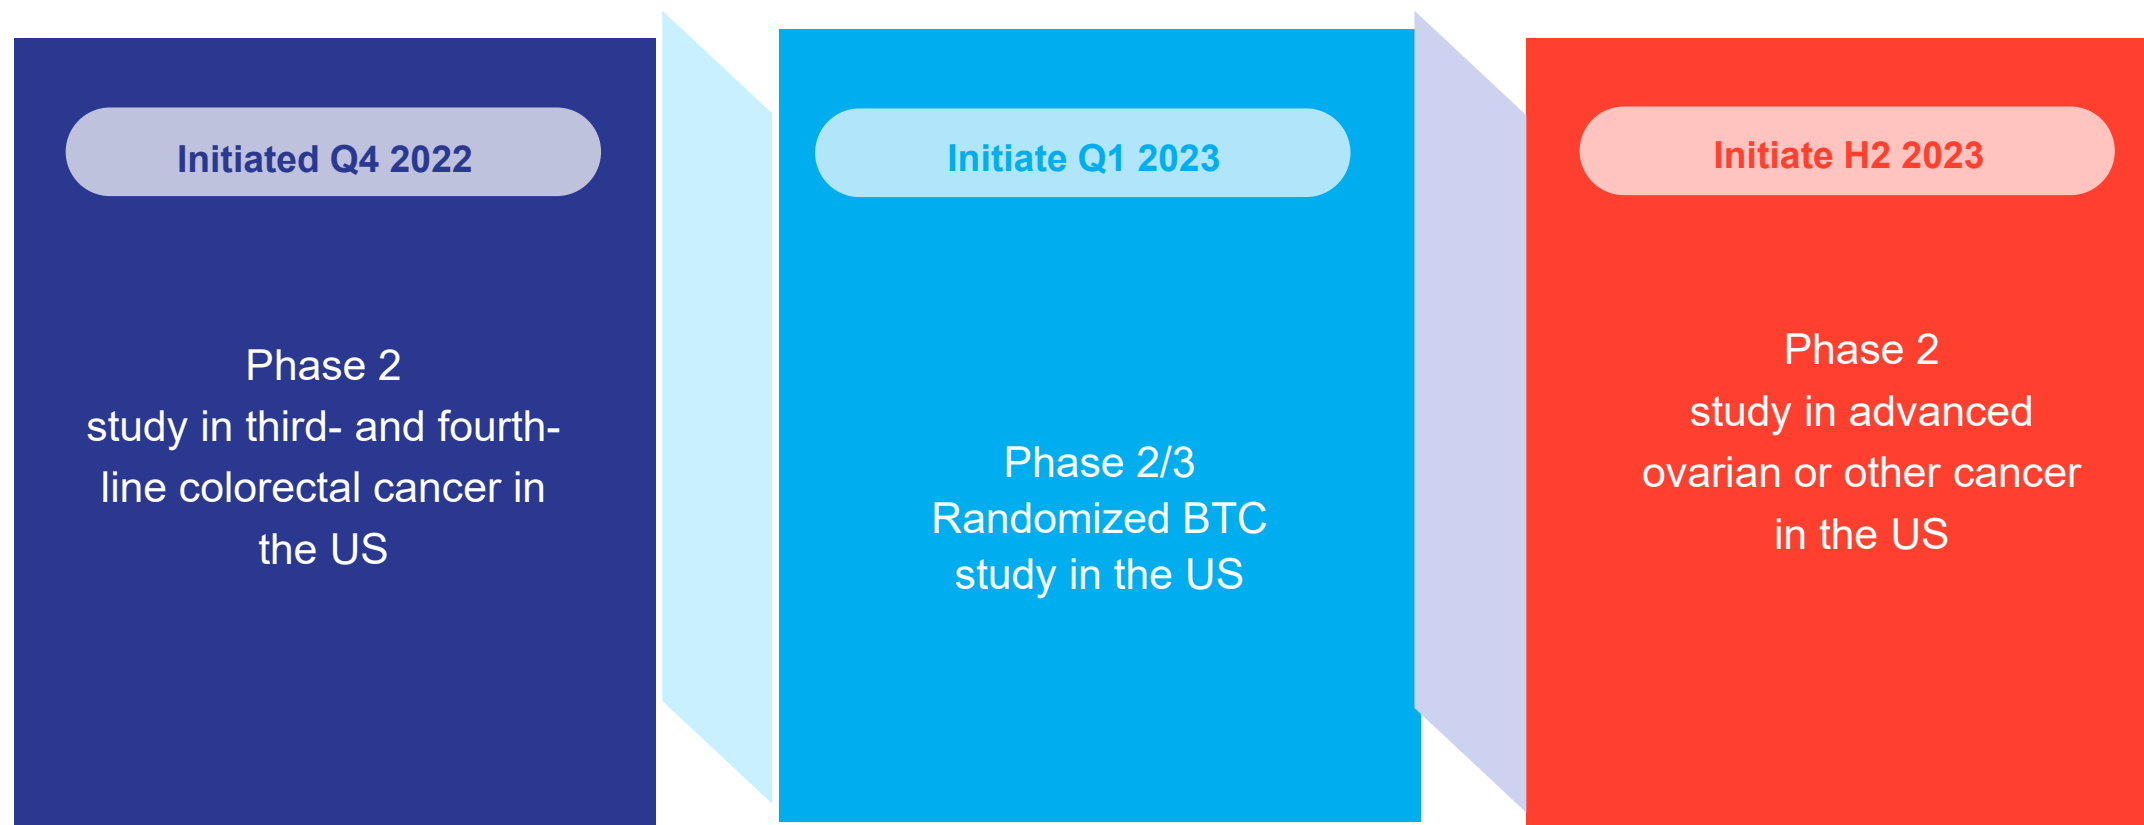 Initiated Q4 2022
Phase 2
study in third- and fourth-
line colorectal cancer in
the US
Initiate Q1 2023
Phase 2/3
Randomized BTC
study in the US
Initiate H2 2023
Phase 2
study in advanced
ovarian or other cancer
in the US